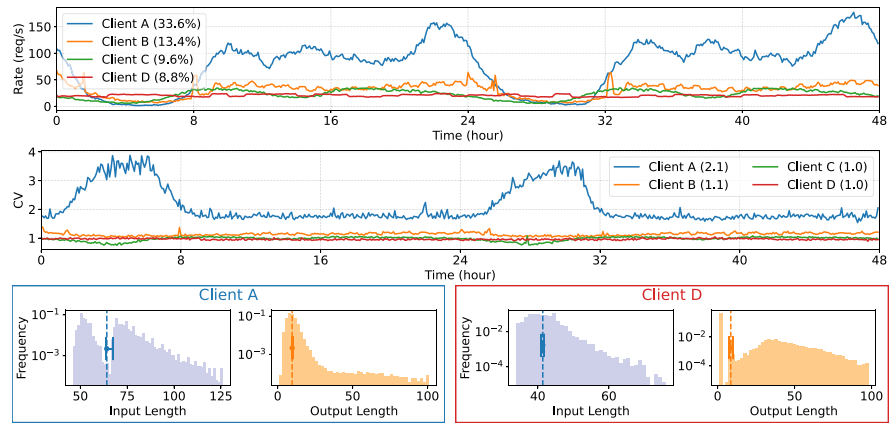 Rate (req/s)
150
100
50
0
Client A (33.6%)
Client B (13.4%)
Client C (9.6%)
Client D (8.8%)
0 8 16 24 32 40 48
Time (hour)
CV
4
3
2
1
Client A (2.1) Client C (1.0)
Client B (1.1) Client D (1.0)
0 8 16 24 32 40 48
Time (hour)
Client A
Frequency
10⁻¹
10⁻³
50 75 100 125
Input Length
10⁻¹
10⁻³
0 50 100
Output Length
Client D
Frequency
10⁻²
10⁻⁴
40 60
Input Length
10⁻²
10⁻⁴
0 50 100
Output Length